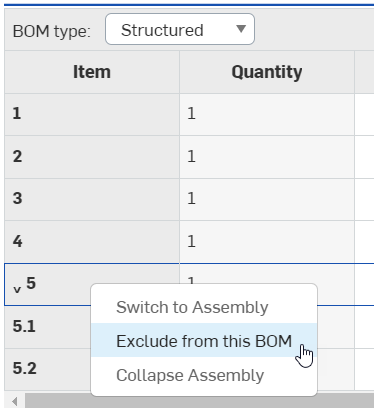 BOM type: Structured
Item Quantity
1 1
2 1
3 1
4 1
5 1
Switch to Assembly
5.1 Exclude from this BOM
5.2 Collapse Assembly